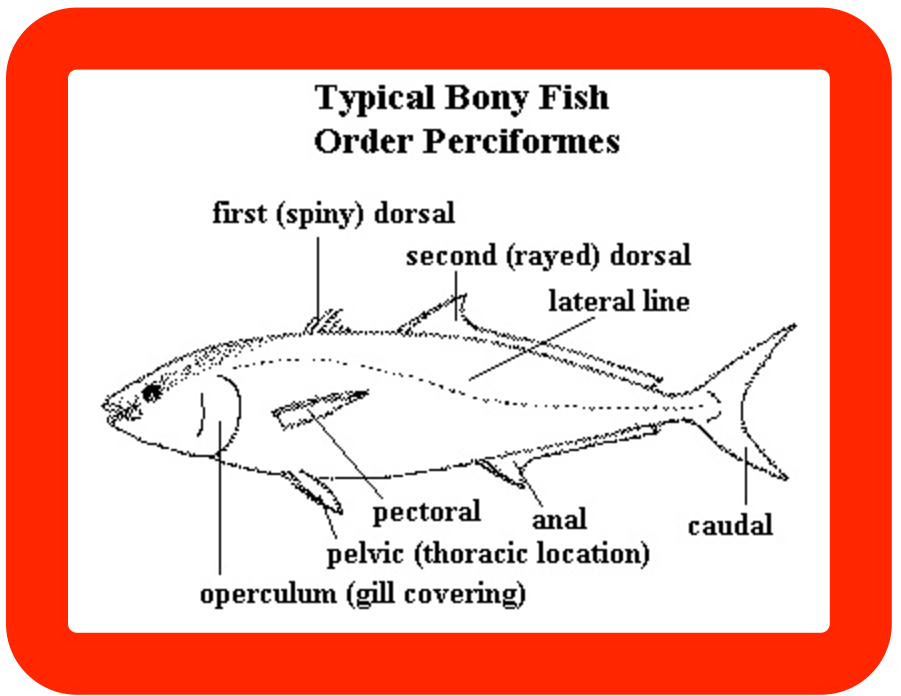 Typical Bony Fish
Order Perciformes
first (spiny) dorsal
second (rayed) dorsal
lateral line
pectoral
anal
caudal
pelvic (thoracic location)
operculum (gill covering)